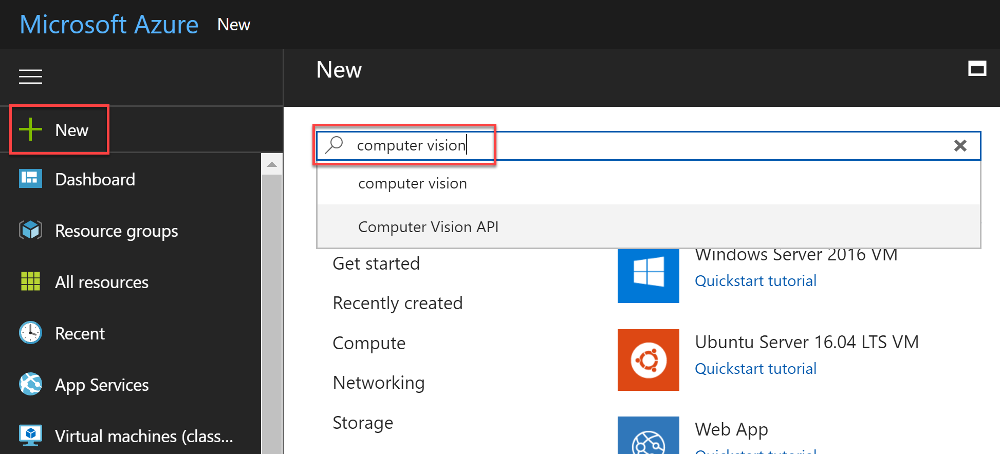 Microsoft Azure New
New
New
Dashboard
Resource groups
All resources
Recent
App Services
Virtual machines (class...
computer vision
computer vision
Computer Vision API
Get started
Recently created
Compute
Networking
Storage
Windows Server 2016 VM
Quickstart tutorial
Ubuntu Server 16.04 LTS VM
Quickstart tutorial
Web App
Quickstart tutorial